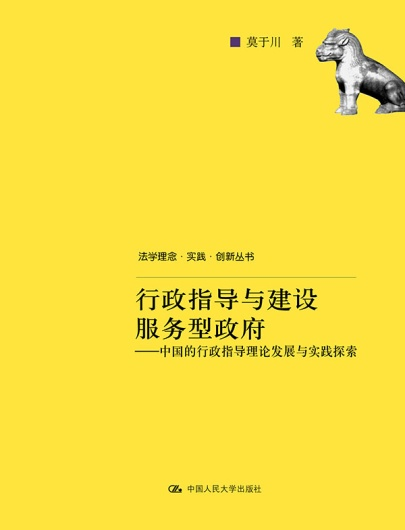 莫于川 著
法学理念·实践·创新丛书
行政指导与建设
服务型政府
——中国的行政指导理论发展与实践探索
中国人民大学出版社